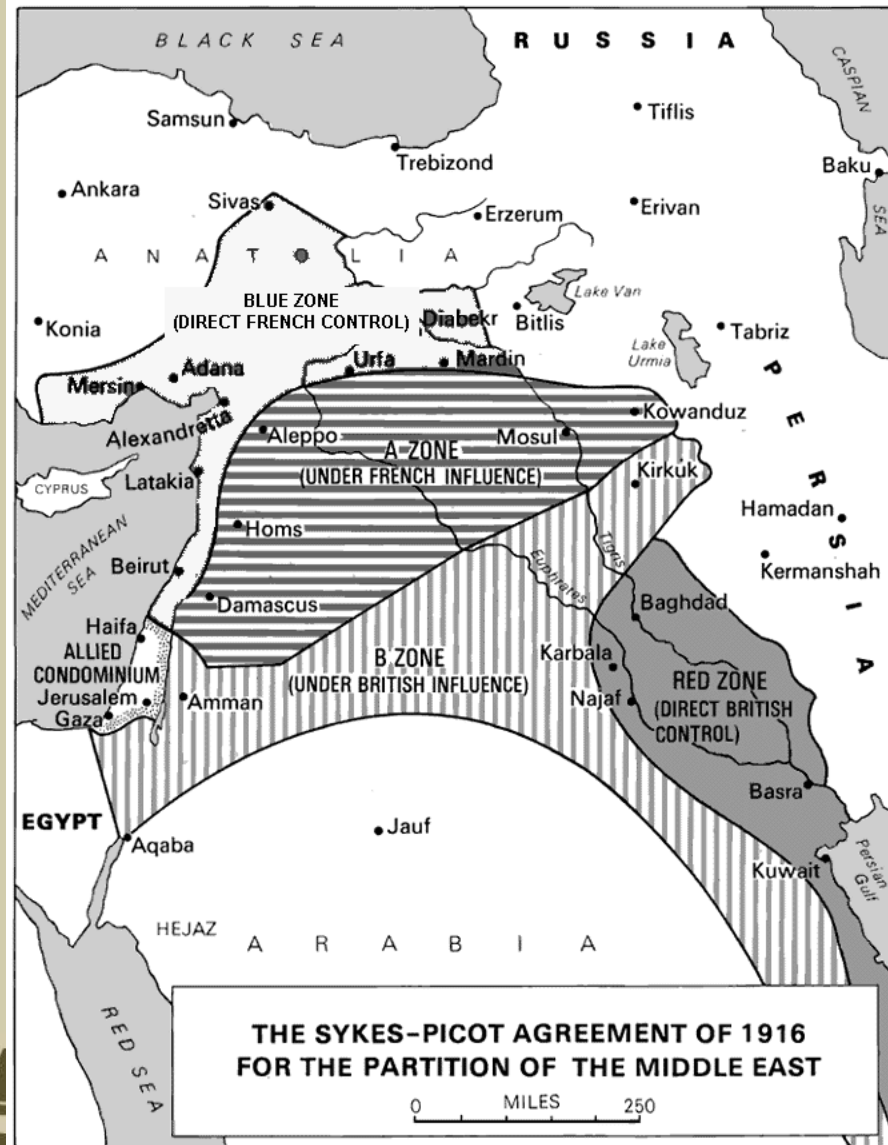 BLACK SEA
RUSSIA
CASPIAN
SEA
Samsun
Tiflis
Trebizond
Baku
Ankara
Sivas
Erzerum
Erivan
ANATOLIA
BLUE ZONE
(DIRECT FRENCH CONTROL)
Lake Van
Diabekr
Bitlis
Konia
Tabriz
Lake
Urmia
PERSIA
Urfa
Mardin
Adana
Mersin
Alexandretta
Kowanduz
Aleppo
Mosul
A ZONE
(UNDER FRENCH INFLUENCE)
Kirkuk
Latakia
CYPRUS
Hamadan
Homs
MEDITERRANEAN
SEA
Beirut
Euphrates
Tigris
Kermanshah
Damascus
Baghdad
Haifa
ALLIED
CONDOMINIUM
B ZONE
(UNDER BRITISH INFLUENCE)
Karbala
Jerusalem
Amman
Najaf
RED ZONE
(DIRECT BRITISH
CONTROL)
Gaza
Basra
EGYPT
Aqaba
Jauf
Kuwait
Persian
Gulf
HEJAZ
ARABIA
RED SEA
THE SYKES-PICOT AGREEMENT OF 1916
FOR THE PARTITION OF THE MIDDLE EAST
0 MILES 250